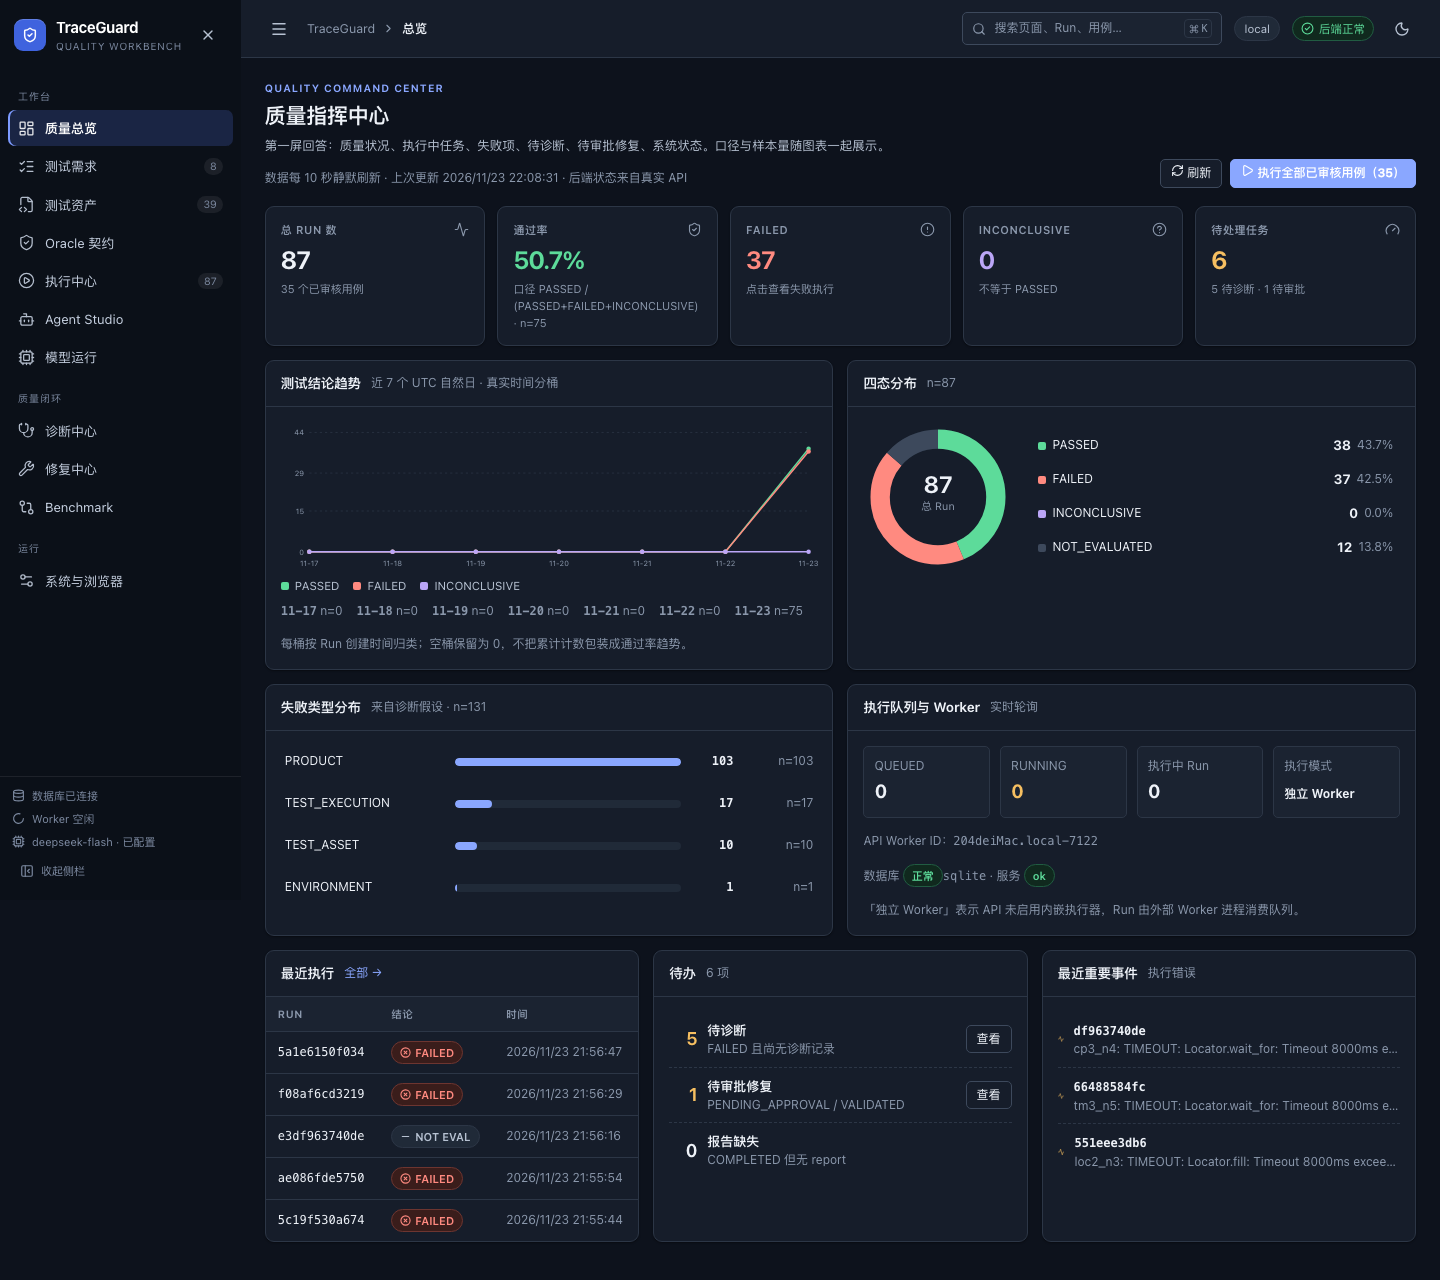 TraceGuard
QUALITY WORKBENCH
工作台
质量总览
测试需求 8
测试资产 39
Oracle 契约
执行中心 87
Agent Studio
模型运行
质量闭环
诊断中心
修复中心
Benchmark
运行
系统与浏览器
数据库已连接
Worker 空闲
deepseek-flash · 已配置
收起侧栏
TraceGuard > 总览
搜索页面、Run、用例... ⌘ K
local
后端正常
QUALITY COMMAND CENTER
质量指挥中心
第一屏回答：质量状况、执行中任务、失败项、待诊断、待审批修复、系统状态。口径与样本量随图表一起展示。
数据每 10 秒静默刷新 · 上次更新 2026/11/23 22:08:31 · 后端状态来自真实 API
刷新
执行全部已审核用例（35）
总 RUN 数
87
35 个已审核用例
通过率
50.7%
口径 PASSED /
(PASSED+FAILED+INCONCLUSIVE)
· n=75
FAILED
37
点击查看失败执行
INCONCLUSIVE
0
不等于 PASSED
待处理任务
6
5 待诊断 · 1 待审批
测试结论趋势 近 7 个 UTC 自然日 · 真实时间分桶
44
29
15
0
11-17 11-18 11-19 11-20 11-21 11-22 11-23
PASSED FAILED INCONCLUSIVE
11-17 n=0 11-18 n=0 11-19 n=0 11-20 n=0 11-21 n=0 11-22 n=0 11-23 n=75
每桶按 Run 创建时间归类；空桶保留为 0，不把累计计数包装成通过率趋势。
四态分布 n=87
87
总 Run
PASSED 38 43.7%
FAILED 37 42.5%
INCONCLUSIVE 0 0.0%
NOT_EVALUATED 12 13.8%
失败类型分布 来自诊断假设 · n=131
PRODUCT 103 n=103
TEST_EXECUTION 17 n=17
TEST_ASSET 10 n=10
ENVIRONMENT 1 n=1
执行队列与 Worker 实时轮询
QUEUED
0
RUNNING
0
执行中 Run
0
执行模式
独立 Worker
API Worker ID：204deiMac.local-7122
数据库 正常 sqlite · 服务 ok
「独立 Worker」表示 API 未启用内嵌执行器，Run 由外部 Worker 进程消费队列。
最近执行 全部 →
RUN 结论 时间
5a1e6150f034 FAILED 2026/11/23 21:56:47
f08af6cd3219 FAILED 2026/11/23 21:56:29
e3df963740de NOT EVAL 2026/11/23 21:56:16
ae086fde5750 FAILED 2026/11/23 21:55:54
5c19f530a674 FAILED 2026/11/23 21:55:44
待办 6 项
5 待诊断 查看
FAILED 且尚无诊断记录
1 待审批修复 查看
PENDING_APPROVAL / VALIDATED
0 报告缺失
COMPLETED 但无 report
最近重要事件 执行错误
df963740de
cp3_n4: TIMEOUT: Locator.wait_for: Timeout 8000ms e...
66488584fc
tm3_n5: TIMEOUT: Locator.wait_for: Timeout 8000ms e...
551eee3db6
loc2_n3: TIMEOUT: Locator.fill: Timeout 8000ms excee...